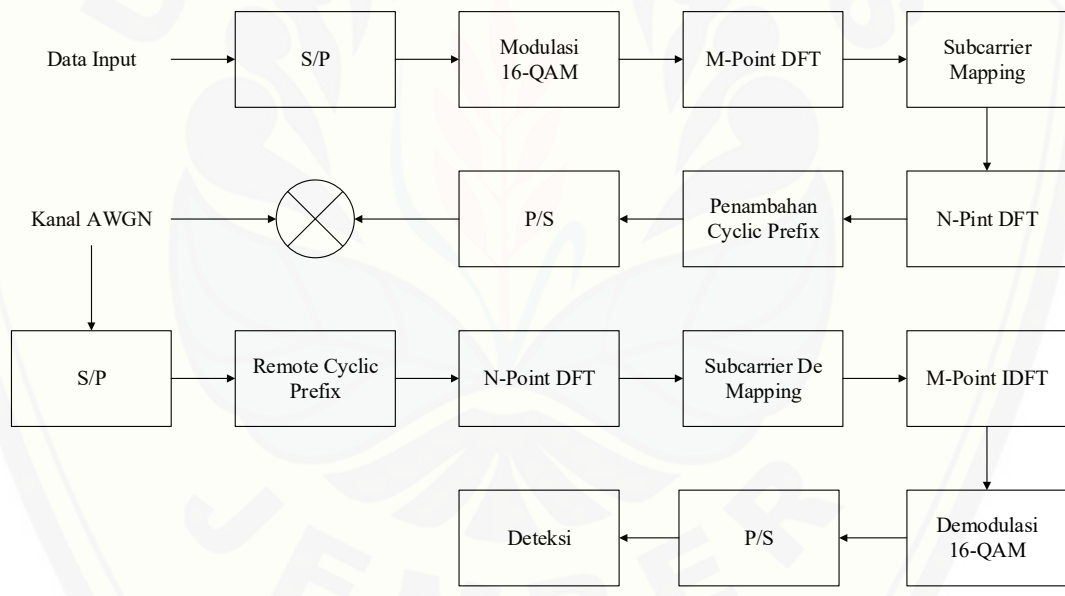 Data Input
S/P
Modulasi
16-QAM
M-Point DFT
Subcarrier
Mapping
Kanal AWGN
P/S
Penambahan
Cyclic Prefix
N-Pint DFT
S/P
Remote Cyclic
Prefix
N-Point DFT
Subcarrier De
Mapping
M-Point IDFT
Deteksi
P/S
Demodulasi
16-QAM
JEMBER